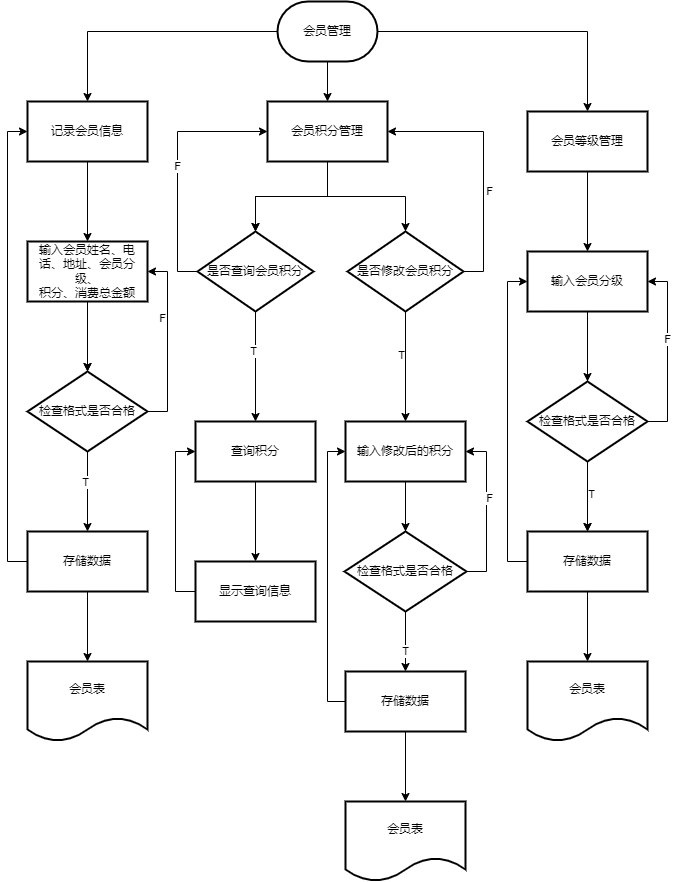 会员管理
记录会员信息
会员积分管理
会员等级管理
F
F
输入会员姓名、电
话、地址、会员分
级、
积分、消费总金额
是否查询会员积分
是否修改会员积分
输入会员分级
F
T
T
F
检查格式是否合格
检查格式是否合格
查询积分
输入修改后的积分
T
F
T
存储数据
显示查询信息
检查格式是否合格
存储数据
T
会员表
存储数据
会员表
会员表